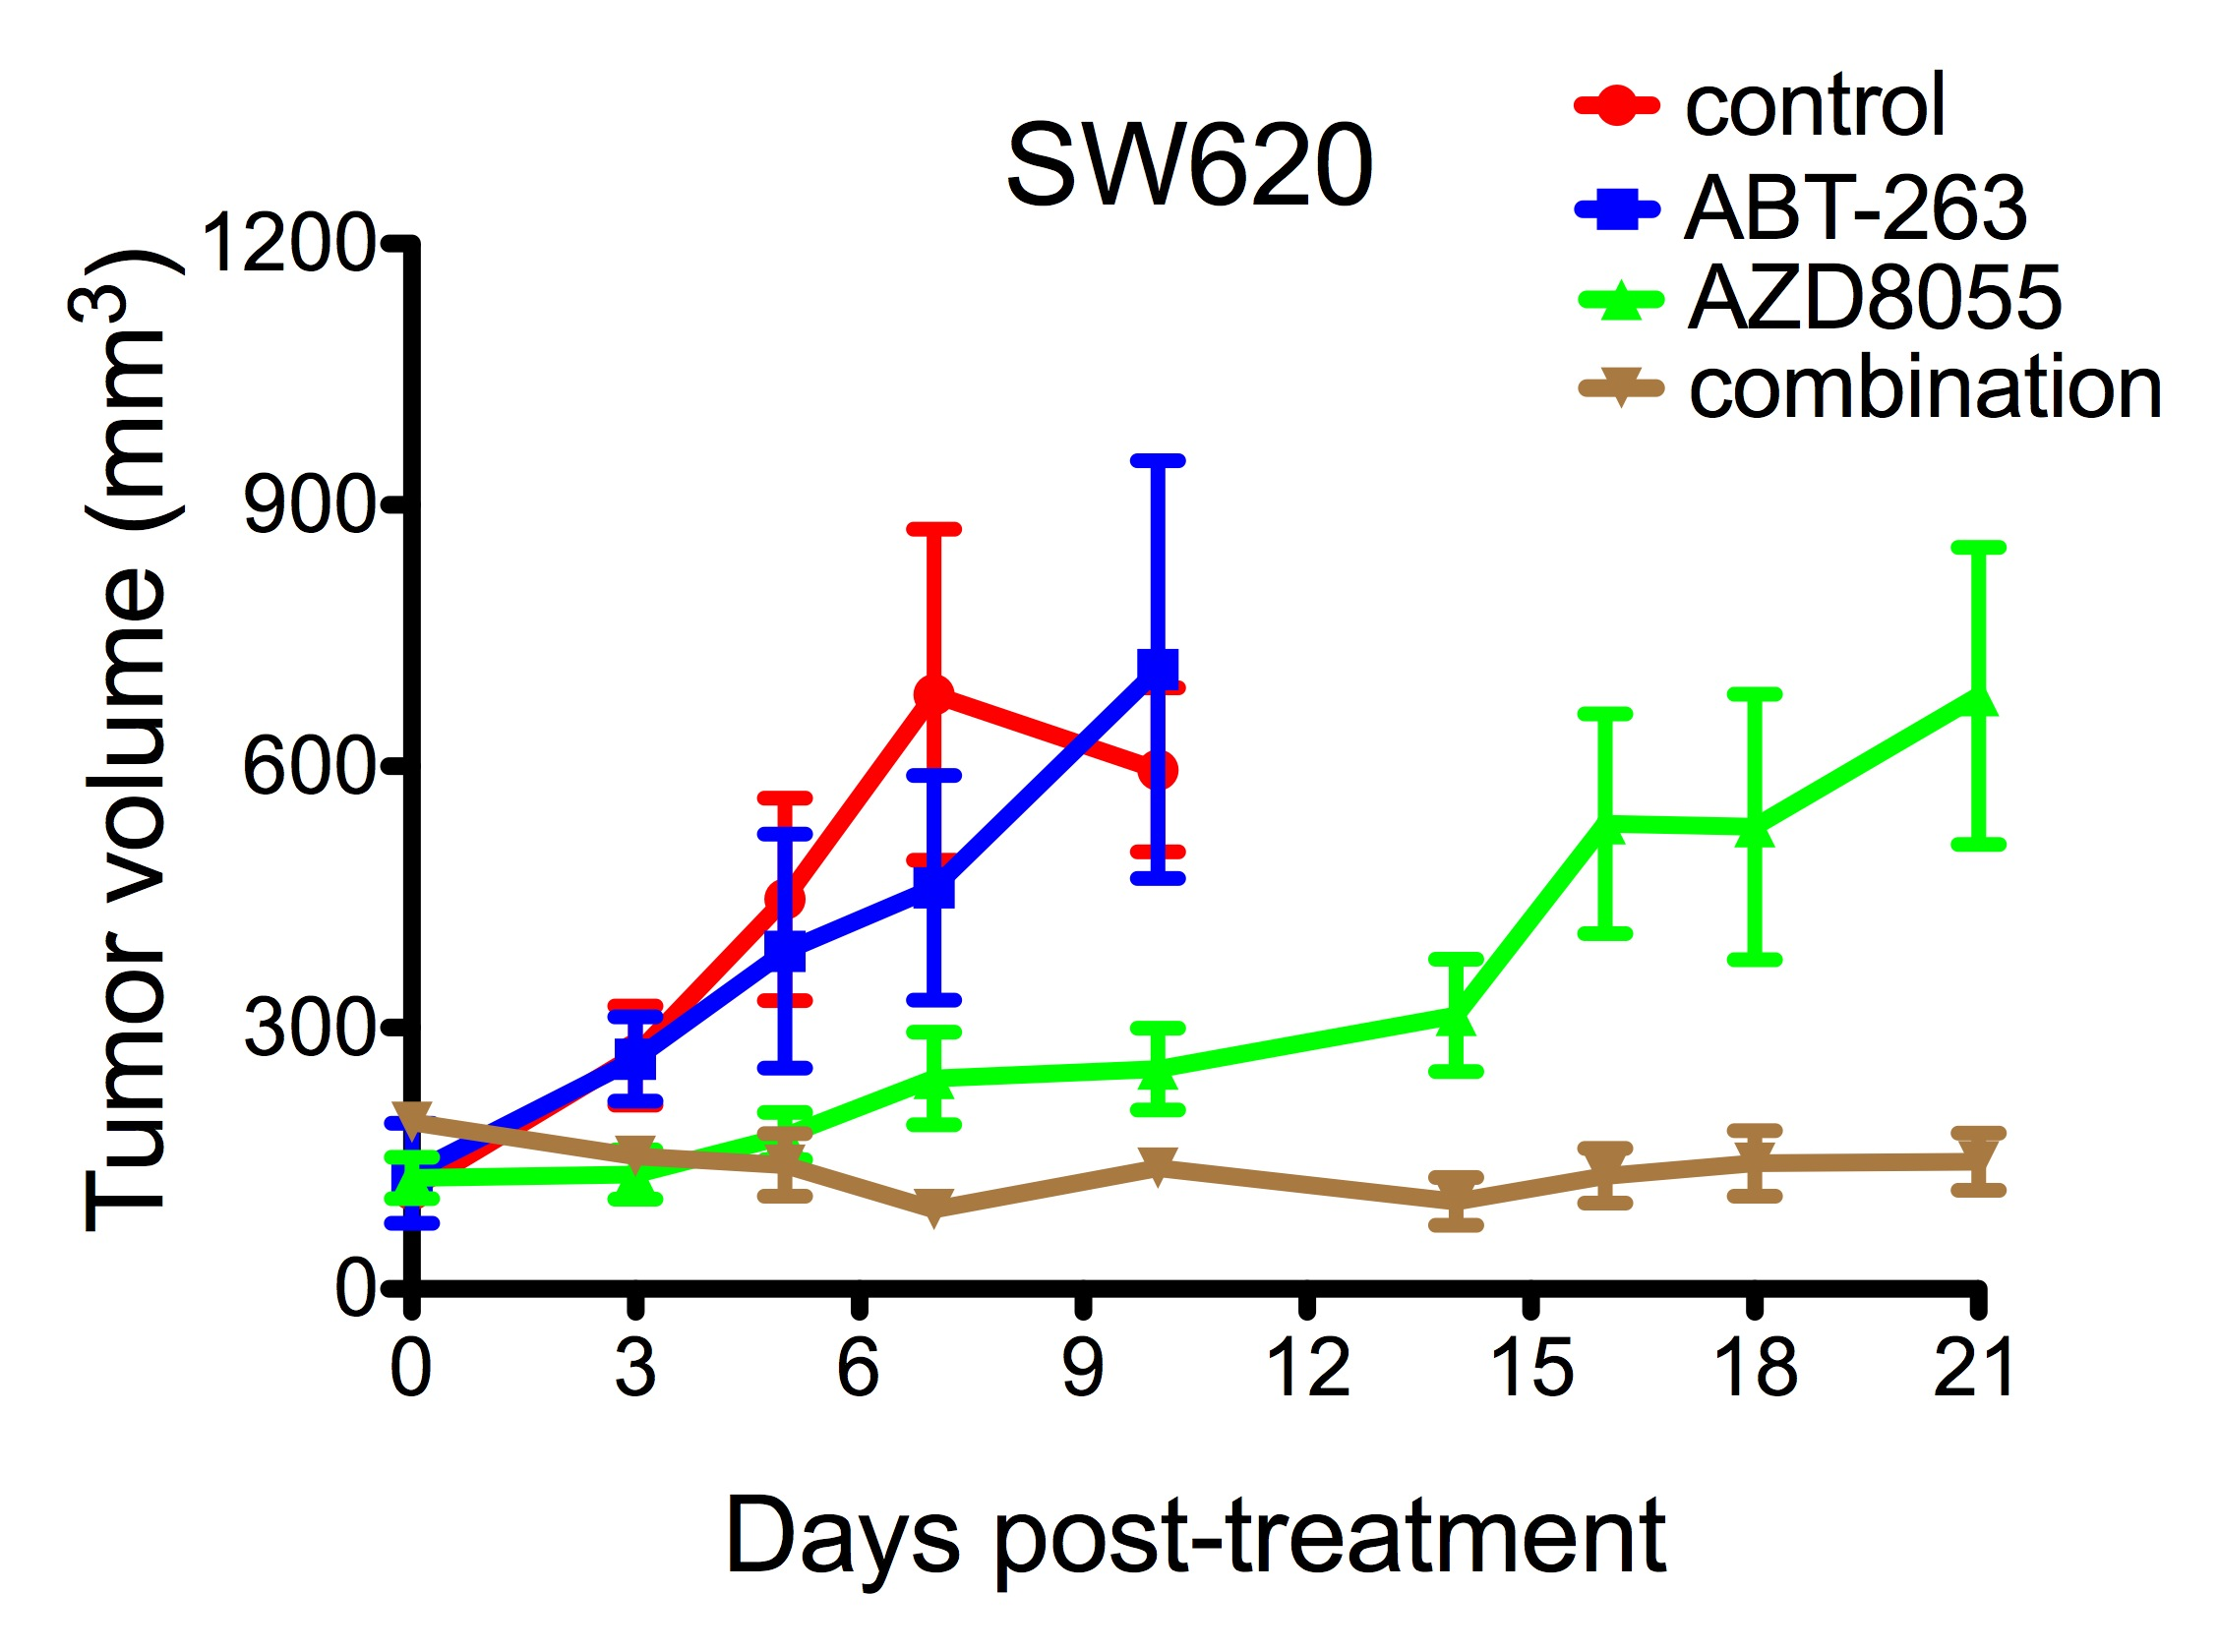 SW620
control
ABT-263
AZD8055
combination
Tumor volume (mm³)
1200
900
600
300
0
0 3 6 9 12 15 18 21
Days post-treatment